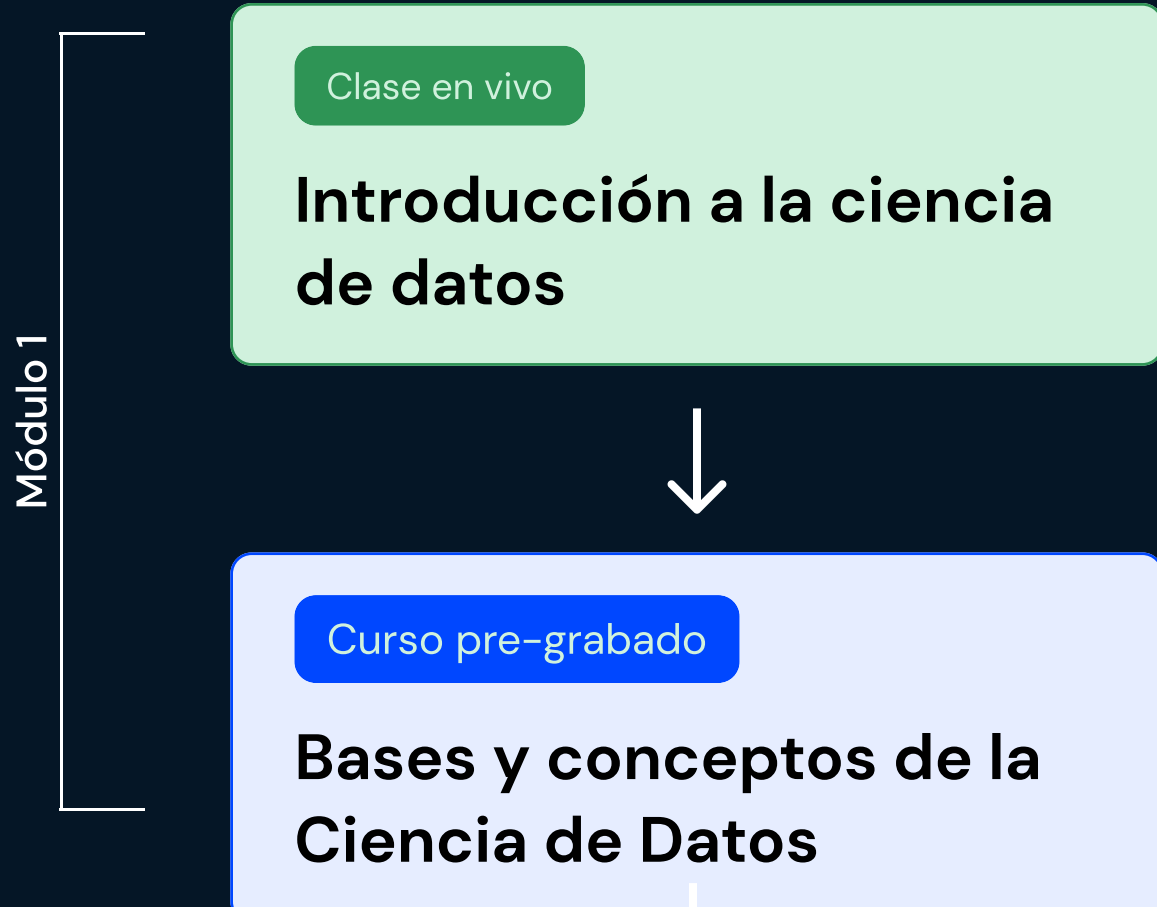 Módulo 1
Clase en vivo
Introducción a la ciencia
de datos
Curso pre-grabado
Bases y conceptos de la
Ciencia de Datos